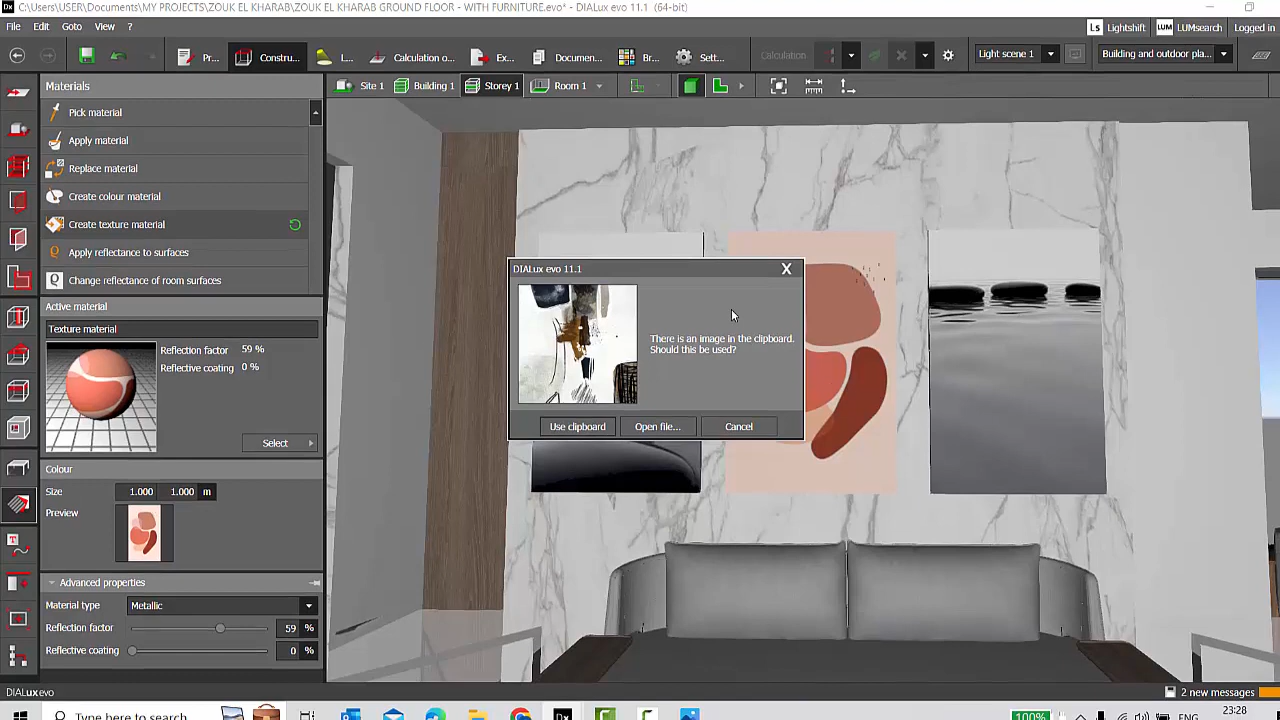 C:\Users\USER\Documents\MY PROJECTS\ZOUK EL KHARAB\ZOUK EL KHARAB GROUND FLOOR - WITH FURNITURE.evo* - DIALux evo 11.1 (64-bit)
File Edit Goto View ? Ls Lightshift LUM LUMsearch Logged in
Pr... Constru... L... Calculation o... Ex... Documen... Br... Sett... Calculation Light scene 1 Building and outdoor pla...
Materials Site 1 Building 1 Storey 1 Room 1
Pick material
Apply material
Replace material
Create colour material
Create texture material
Apply reflectance to surfaces
Change reflectance of room surfaces
DIALux evo 11.1 X
There is an image in the clipboard.
Should this be used?
Use clipboard Open file... Cancel
Active material
Texture material
Reflection factor 59 %
Reflective coating 0 %
Select
Colour
Size 1.000 1.000 m
Preview
Advanced properties
Material type Metallic
Reflection factor 59 %
Reflective coating 0 %
DIALux evo 2 new messages
Type here to search Dx 100% ENG 23:28